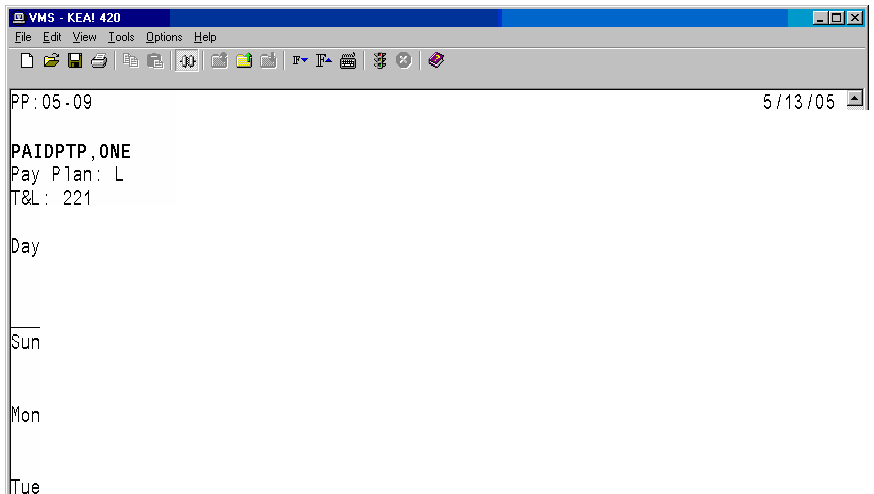 VMS - KEA! 420
File Edit View Tools Options Help
PP:05-09 5/13/05
PAIDPTP,ONE
Pay Plan: L
T&L: 221
Day
Sun
Mon
Tue